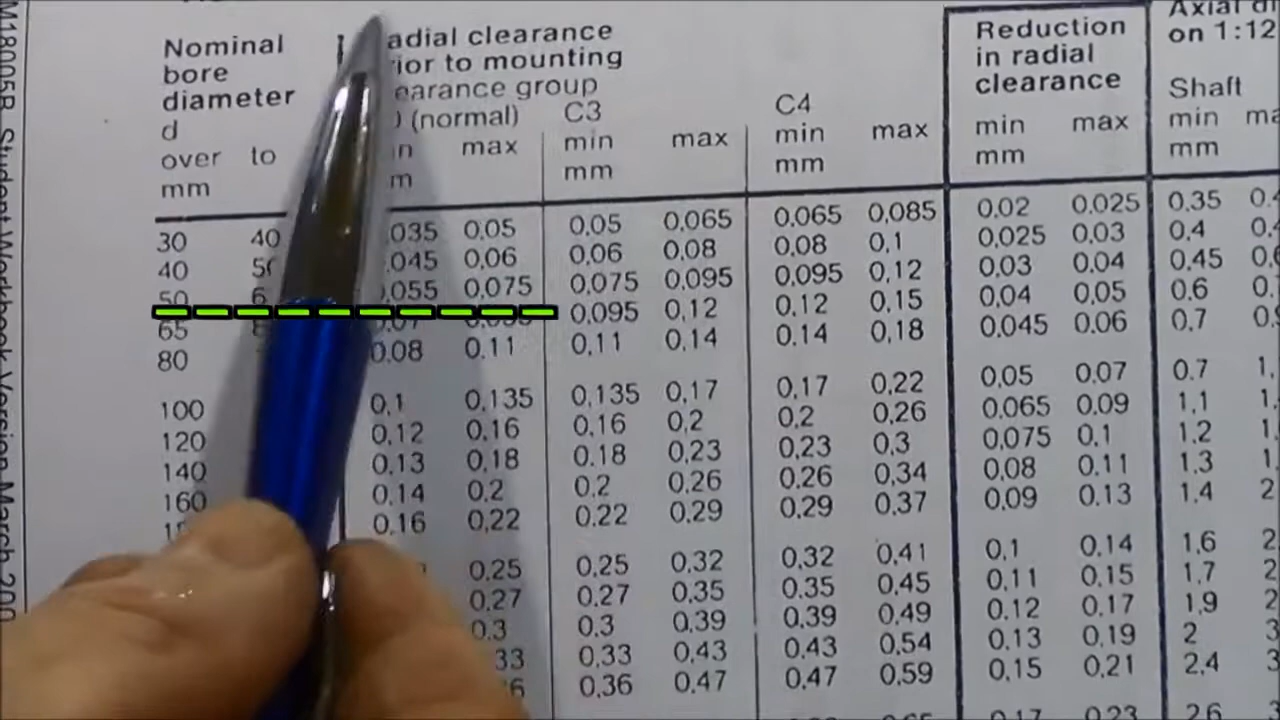 Nominal
bore
diameter
d
over to
mm
adial clearance
ior to mounting
earance group
(normal) C3 C4
max min max min max
mm mm
Reduction
in radial
clearance
min max
mm
Axial
on 1:12
Shaft
min
mm
30 40 .035 0,05 0.05 0,065 0.065 0,085 0.02 0.025 0.35
40 .045 0,06 0.06 0,08 0.08 0,1 0.025 0.03 0.4
50 .055 0,075 0,075 0,095 0.095 0,12 0.03 0.04 0.45
65 0,095 0,12 0.12 0.15 0.04 0.05 0.6
80 0.08 0.11 0,11 0.14 0.14 0,18 0.045 0.06 0.7
100 0,1 0,135 0,135 0,17 0.17 0,22 0.05 0.07 0.7
120 0,12 0,16 0,16 0,2 0.2 0.26 0.065 0.09 1,1
140 0.13 0,18 0.18 0,23 0,23 0.3 0.075 0.1 1.2
160 0.14 0.2 0.2 0.26 0.26 0.34 0.08 0.11 1.3
0.16 0,22 0.22 0.29 0.29 0.37 0.09 0.13 1.4
0.25 0.25 0.32 0.32 0,41 0,1 0.14 1.6
0.27 0.27 0.35 0.35 0.45 0,11 0,15 1.7
0.3 0.3 0.39 0.39 0.49 0.12 0.17 1.9
33 0,33 0.43 0.43 0.54 0.13 0.19 2
0,36 0.47 0.47 0.59 0,15 0,21 2.4
0.17 0.23 2.6
M18005B Student Workbook Version March